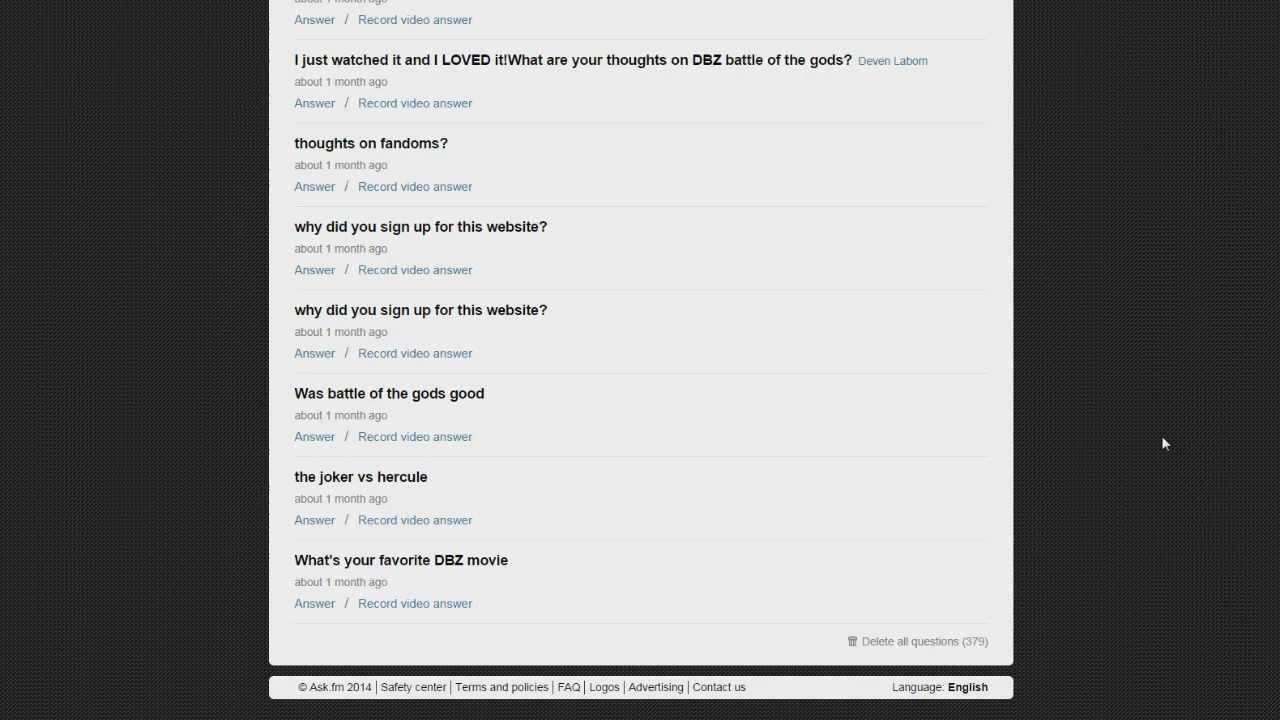 about 1 month ago
Answer / Record video answer
I just watched it and I LOVED it!What are your thoughts on DBZ battle of the gods? Deven Labom
about 1 month ago
Answer / Record video answer
thoughts on fandoms?
about 1 month ago
Answer / Record video answer
why did you sign up for this website?
about 1 month ago
Answer / Record video answer
why did you sign up for this website?
about 1 month ago
Answer / Record video answer
Was battle of the gods good
about 1 month ago
Answer / Record video answer
the joker vs hercule
about 1 month ago
Answer / Record video answer
What's your favorite DBZ movie
about 1 month ago
Answer / Record video answer
Delete all questions (379)
© Ask.fm 2014 | Safety center | Terms and policies | FAQ | Logos | Advertising | Contact us Language: English